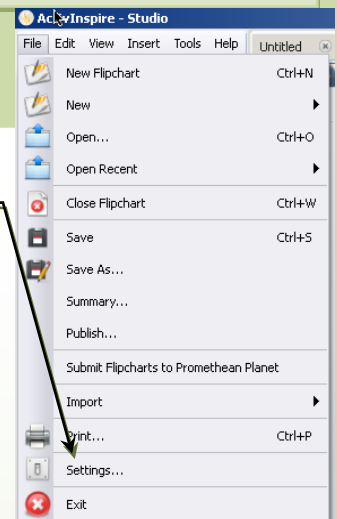 ActivInspire - Studio
File Edit View Insert Tools Help Untitled
New Flipchart Ctrl+N
New
Open... Ctrl+O
Open Recent
Close Flipchart Ctrl+W
Save Ctrl+S
Save As...
Summary...
Publish...
Submit Flipcharts to Promethean Planet
Import
Print... Ctrl+P
Settings...
Exit